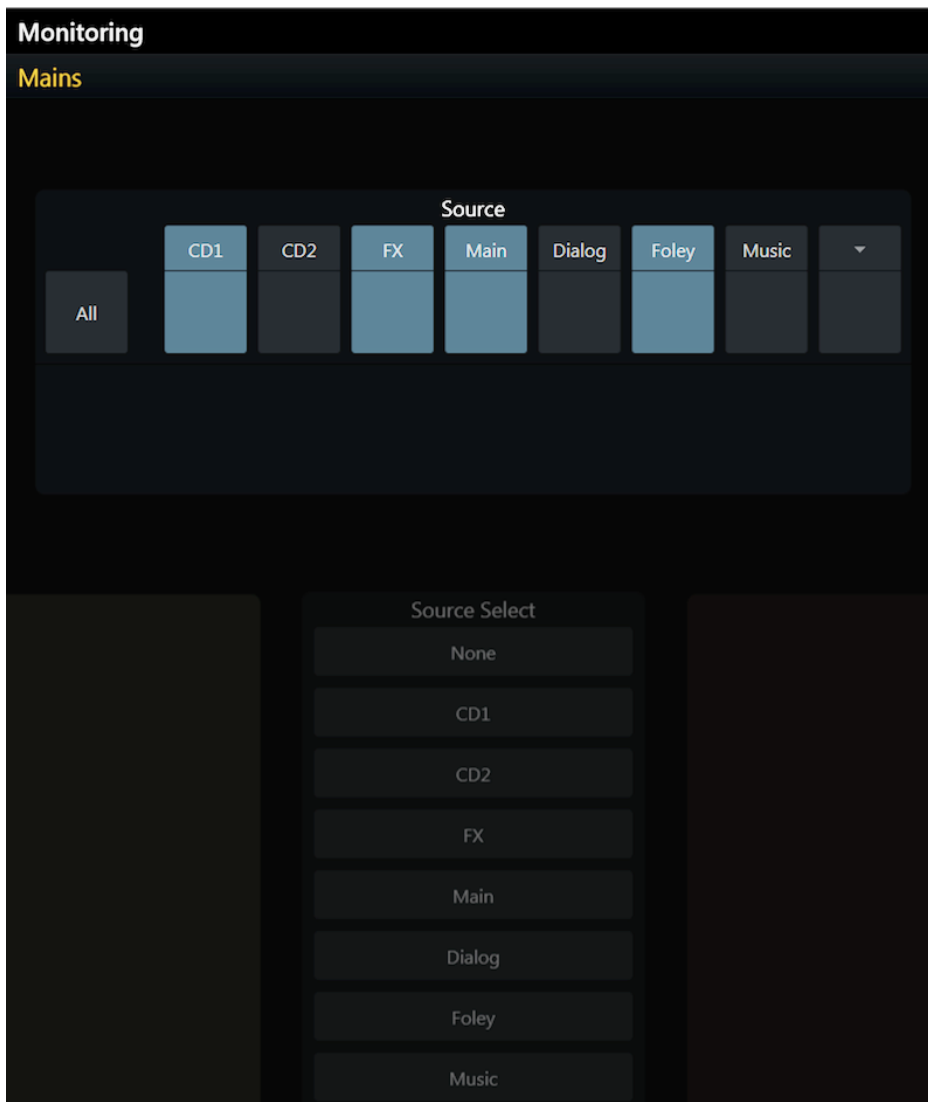 Monitoring
Mains
Source
CD1 CD2 FX Main Dialog Foley Music
All
Source Select
None
CD1
CD2
FX
Main
Dialog
Foley
Music